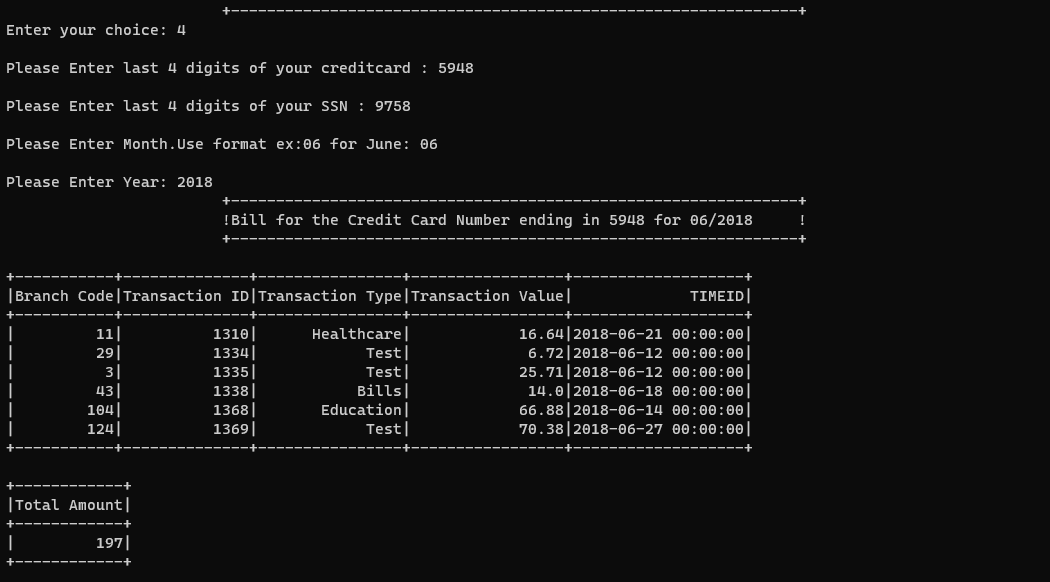 +---------------------------------------------------------------+
Enter your choice: 4
Please Enter last 4 digits of your creditcard : 5948
Please Enter last 4 digits of your SSN : 9758
Please Enter Month.Use format ex:06 for June: 06
Please Enter Year: 2018
                        +---------------------------------------------------------------+
                        !Bill for the Credit Card Number ending in 5948 for 06/2018     !
                        +---------------------------------------------------------------+
+-----------+--------------+----------------+-----------------+-------------------+
|Branch Code|Transaction ID|Transaction Type|Transaction Value|             TIMEID|
+-----------+--------------+----------------+-----------------+-------------------+
|         11|          1310|      Healthcare|            16.64|2018-06-21 00:00:00|
|         29|          1334|            Test|             6.72|2018-06-12 00:00:00|
|          3|          1335|            Test|            25.71|2018-06-12 00:00:00|
|         43|          1338|           Bills|             14.0|2018-06-18 00:00:00|
|        104|          1368|       Education|            66.88|2018-06-14 00:00:00|
|        124|          1369|            Test|            70.38|2018-06-27 00:00:00|
+-----------+--------------+----------------+-----------------+-------------------+
+------------+
|Total Amount|
+------------+
|         197|
+------------+